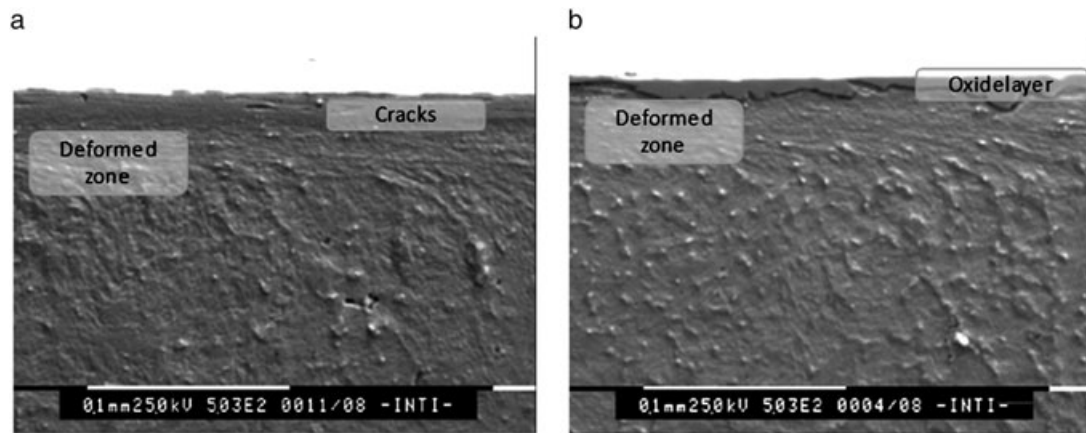 a
b
Cracks
Deformed
zone
Oxidelayer
Deformed
zone
0,1mm25,0kV 5,03E2 0011/08 -INTI-
0,1mm25,0kV 5,03E2 0004/08 -INTI-